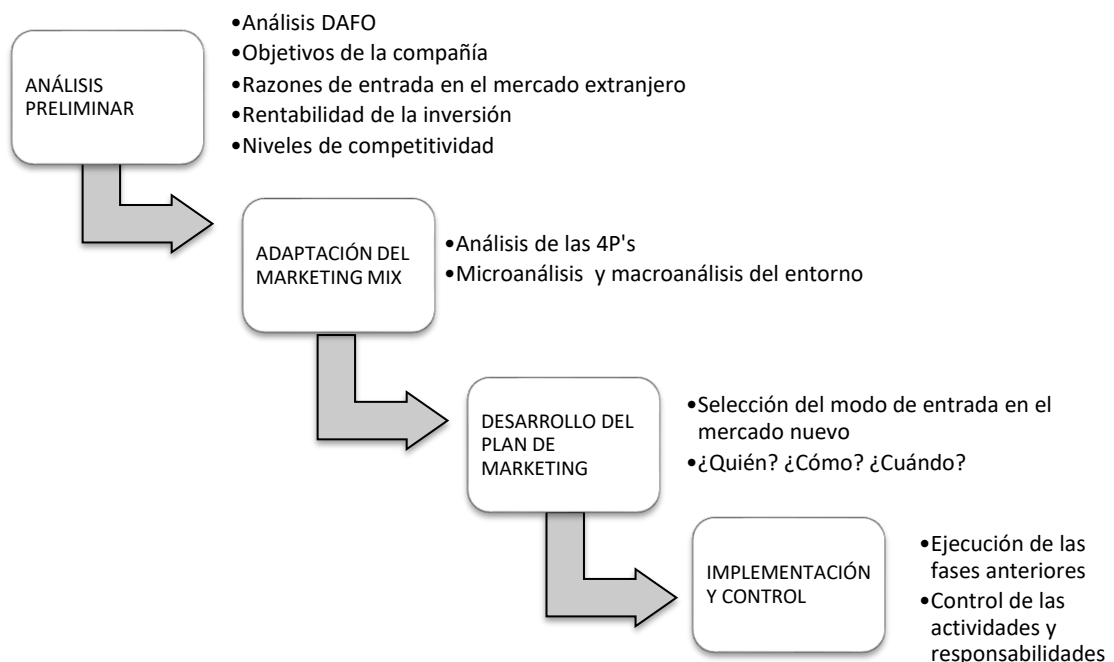 •Análisis DAFO
•Objetivos de la compañía
•Razones de entrada en el mercado extranjero
•Rentabilidad de la inversión
•Niveles de competitividad
ANÁLISIS
PRELIMINAR
ADAPTACIÓN DEL
MARKETING MIX
•Análisis de las 4P's
•Microanálisis y macroanálisis del entorno
DESARROLLO DEL
PLAN DE
MARKETING
•Selección del modo de entrada en el
mercado nuevo
•¿Quién? ¿Cómo? ¿Cuándo?
IMPLEMENTACIÓN
Y CONTROL
•Ejecución de las
fases anteriores
•Control de las
actividades y
responsabilidades